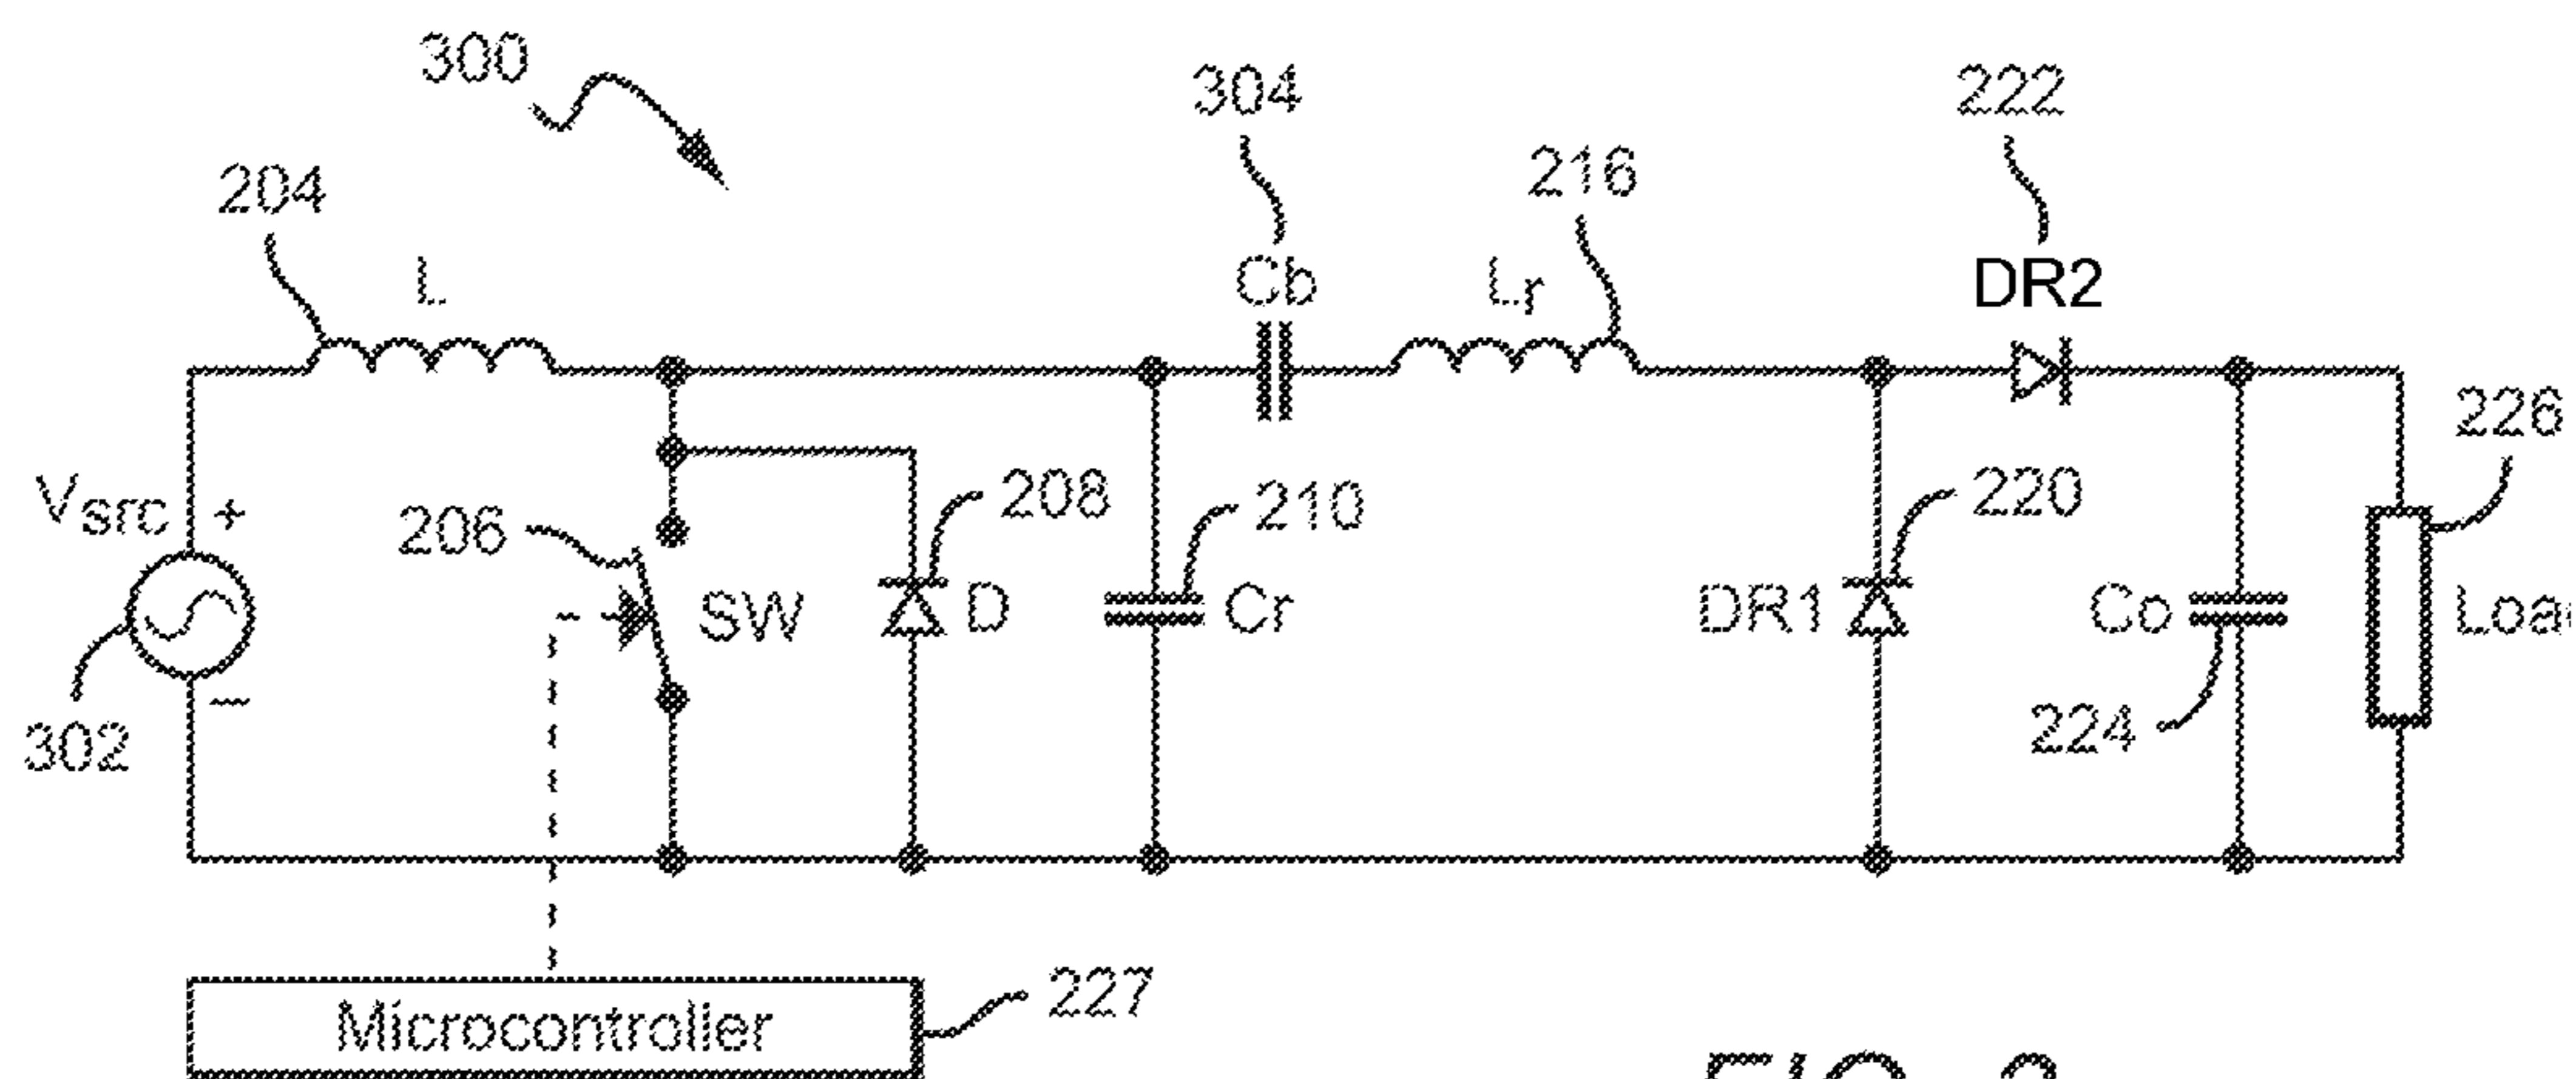 300
304
222
204
216
L
Cb
Lr
DR2
226
Vsrc +
206
208
210
220
SW
D
Cr
DR1
Co
−
302
224
227
Microcontroller